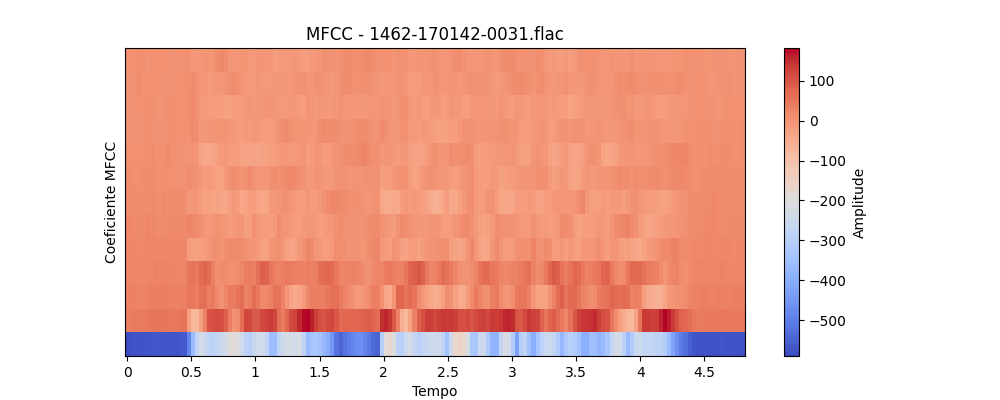 MFCC - 1462-170142-0031.flac
Coeficiente MFCC
0 0.5 1 1.5 2 2.5 3 3.5 4 4.5
Tempo
100
0
−100
−200
−300
−400
−500
Amplitude